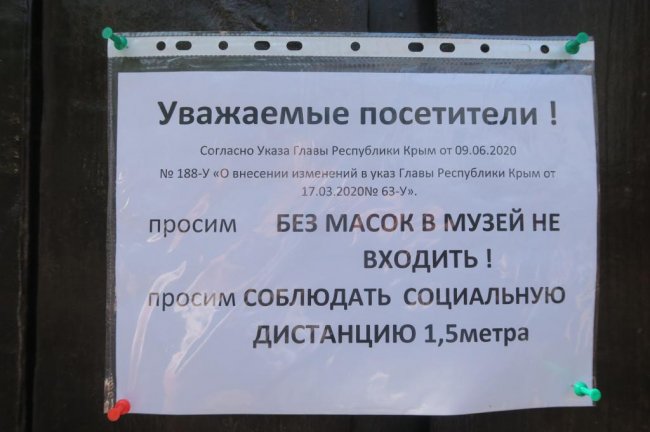 Уважаемые посетители !
Согласно Указа Главы Республики Крым от 09.06.2020
№ 188-У «О внесении изменений в указ Главы Республики Крым от
17.03.2020№ 63-У».
просим БЕЗ МАСОК В МУЗЕЙ НЕ
ВХОДИТЬ !
просим СОБЛЮДАТЬ СОЦИАЛЬНУЮ
ДИСТАНЦИЮ 1,5метра